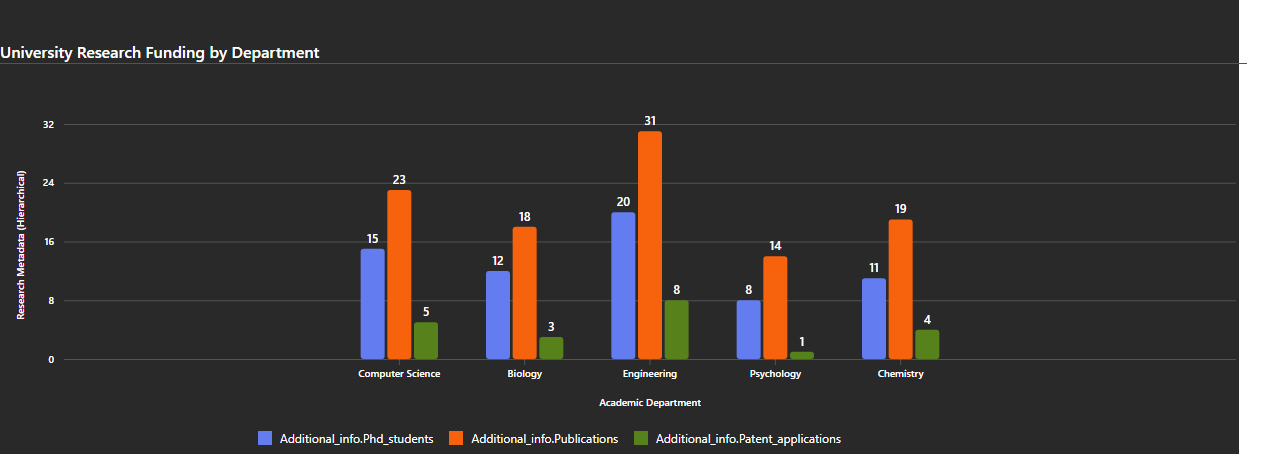 University Research Funding by Department
Research Metadata (Hierarchical)
32
24
16
8
0
15
23
5
12
18
3
20
31
8
8
14
1
11
19
4
Computer Science
Biology
Engineering
Psychology
Chemistry
Academic Department
Additional_info.Phd_students
Additional_info.Publications
Additional_info.Patent_applications